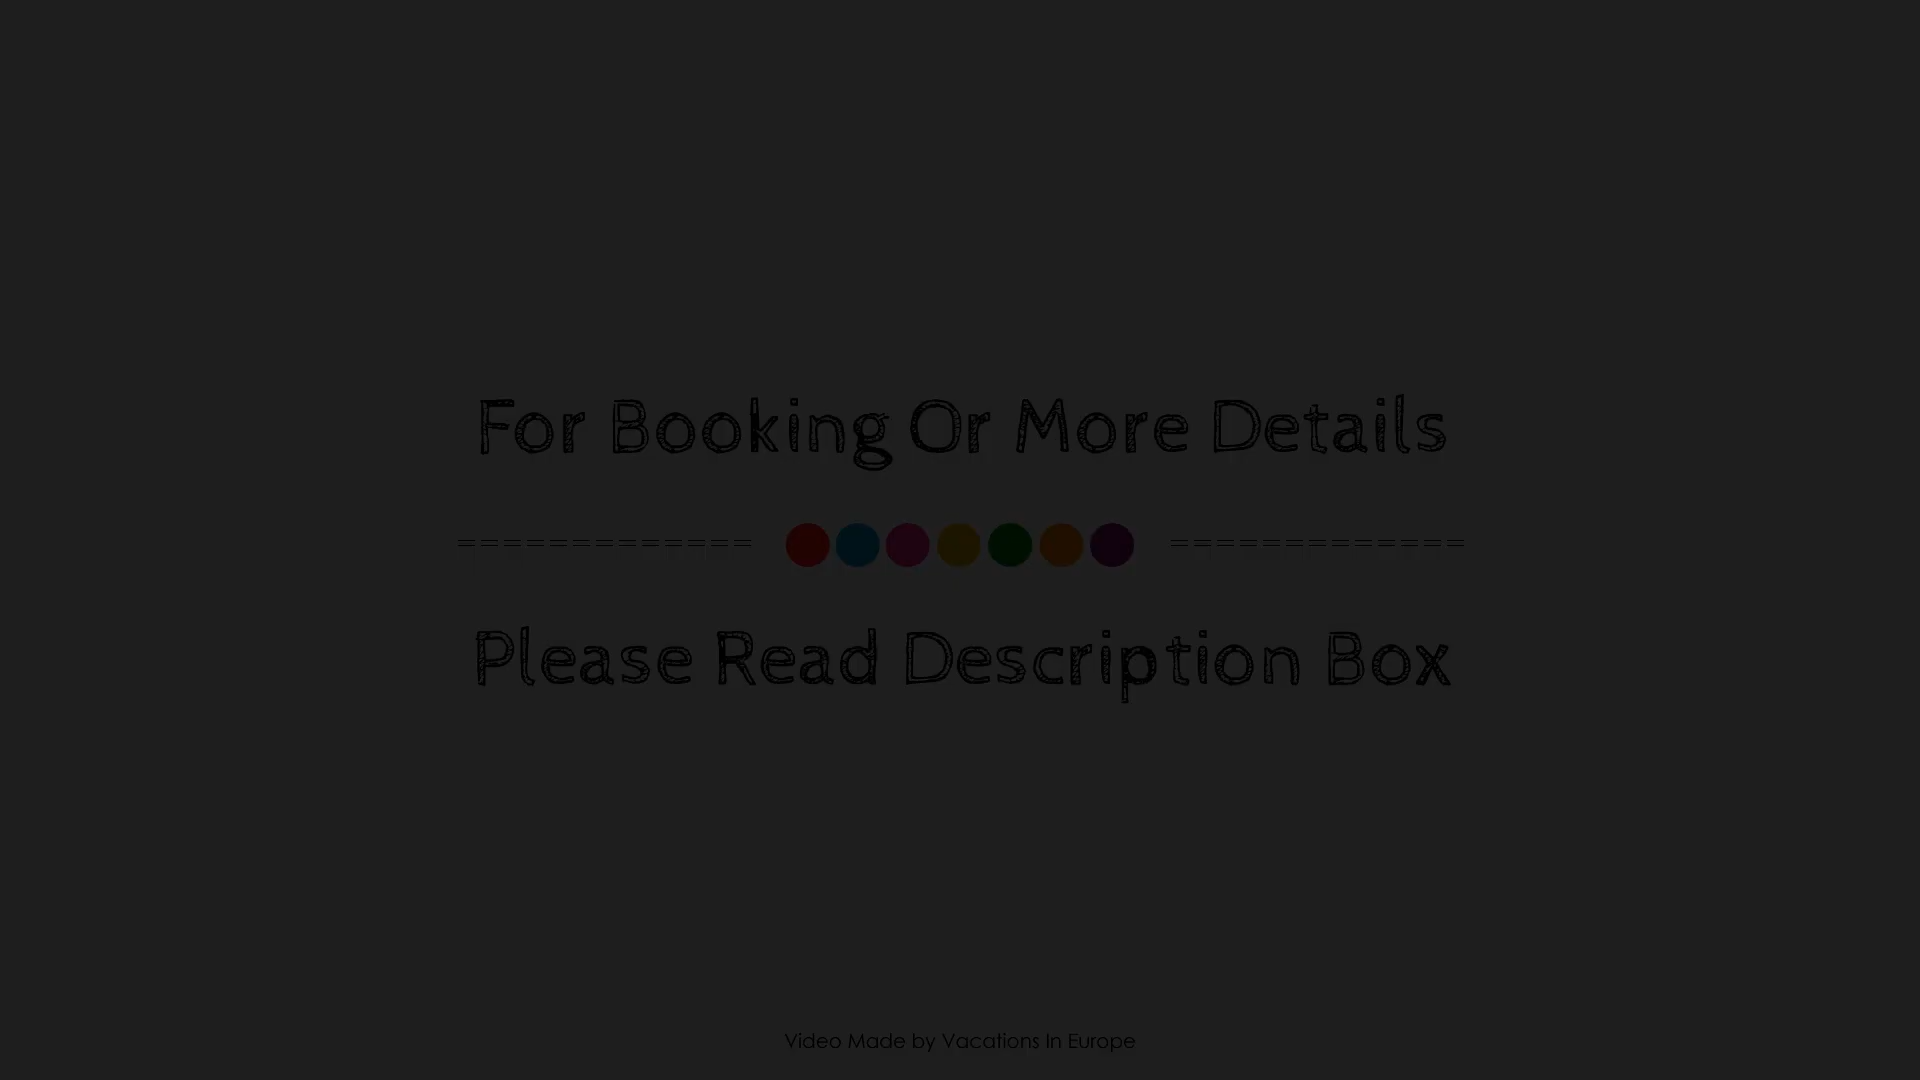 For Booking Or More Details
============= =============
Please Read Description Box
Video Made by Vacations In Europe